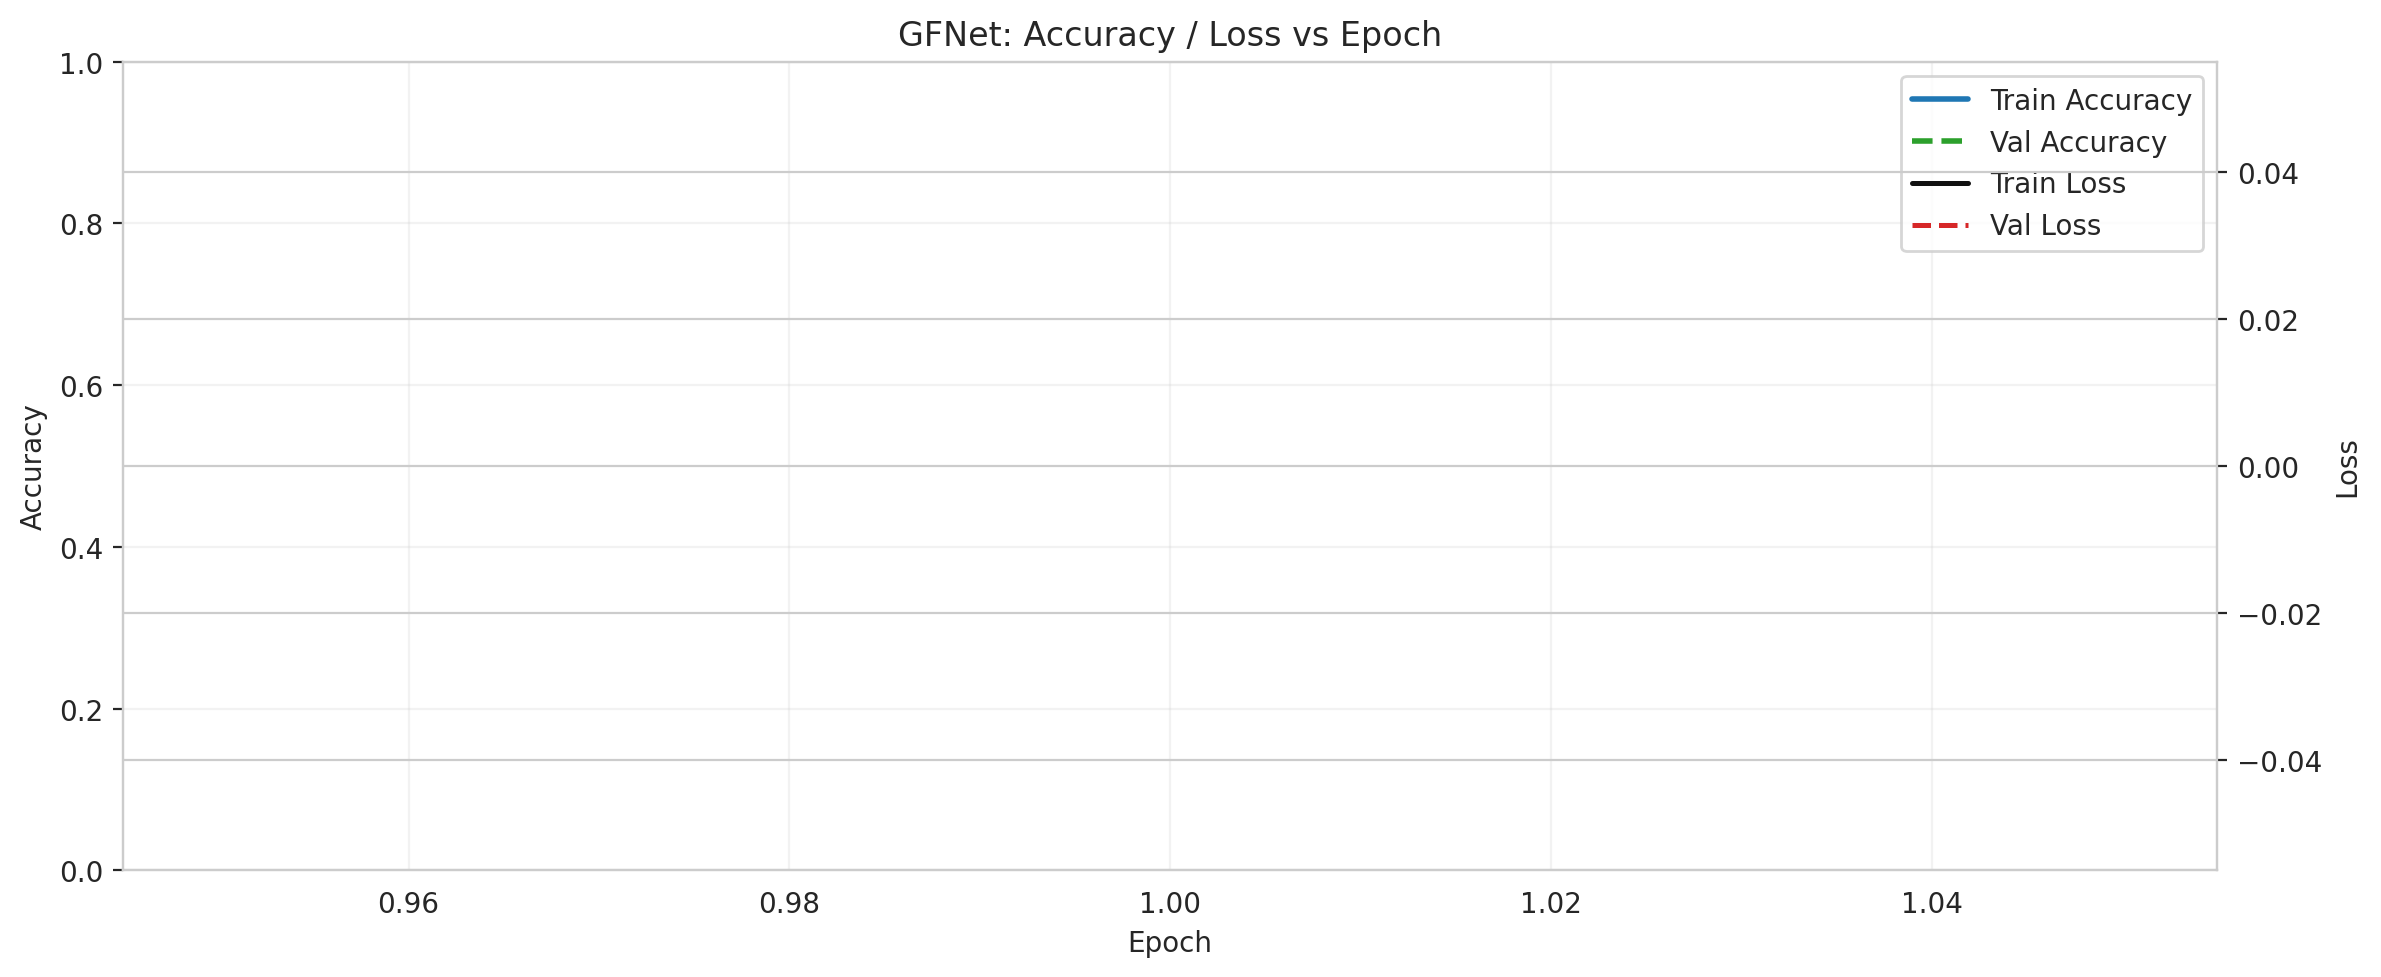 GFNet: Accuracy / Loss vs Epoch
1.0
0.8
0.6
0.4
0.2
0.0
Accuracy
Train Accuracy
Val Accuracy
Train Loss
Val Loss
0.04
0.02
0.00
−0.02
−0.04
Loss
0.96 0.98 1.00 1.02 1.04
Epoch